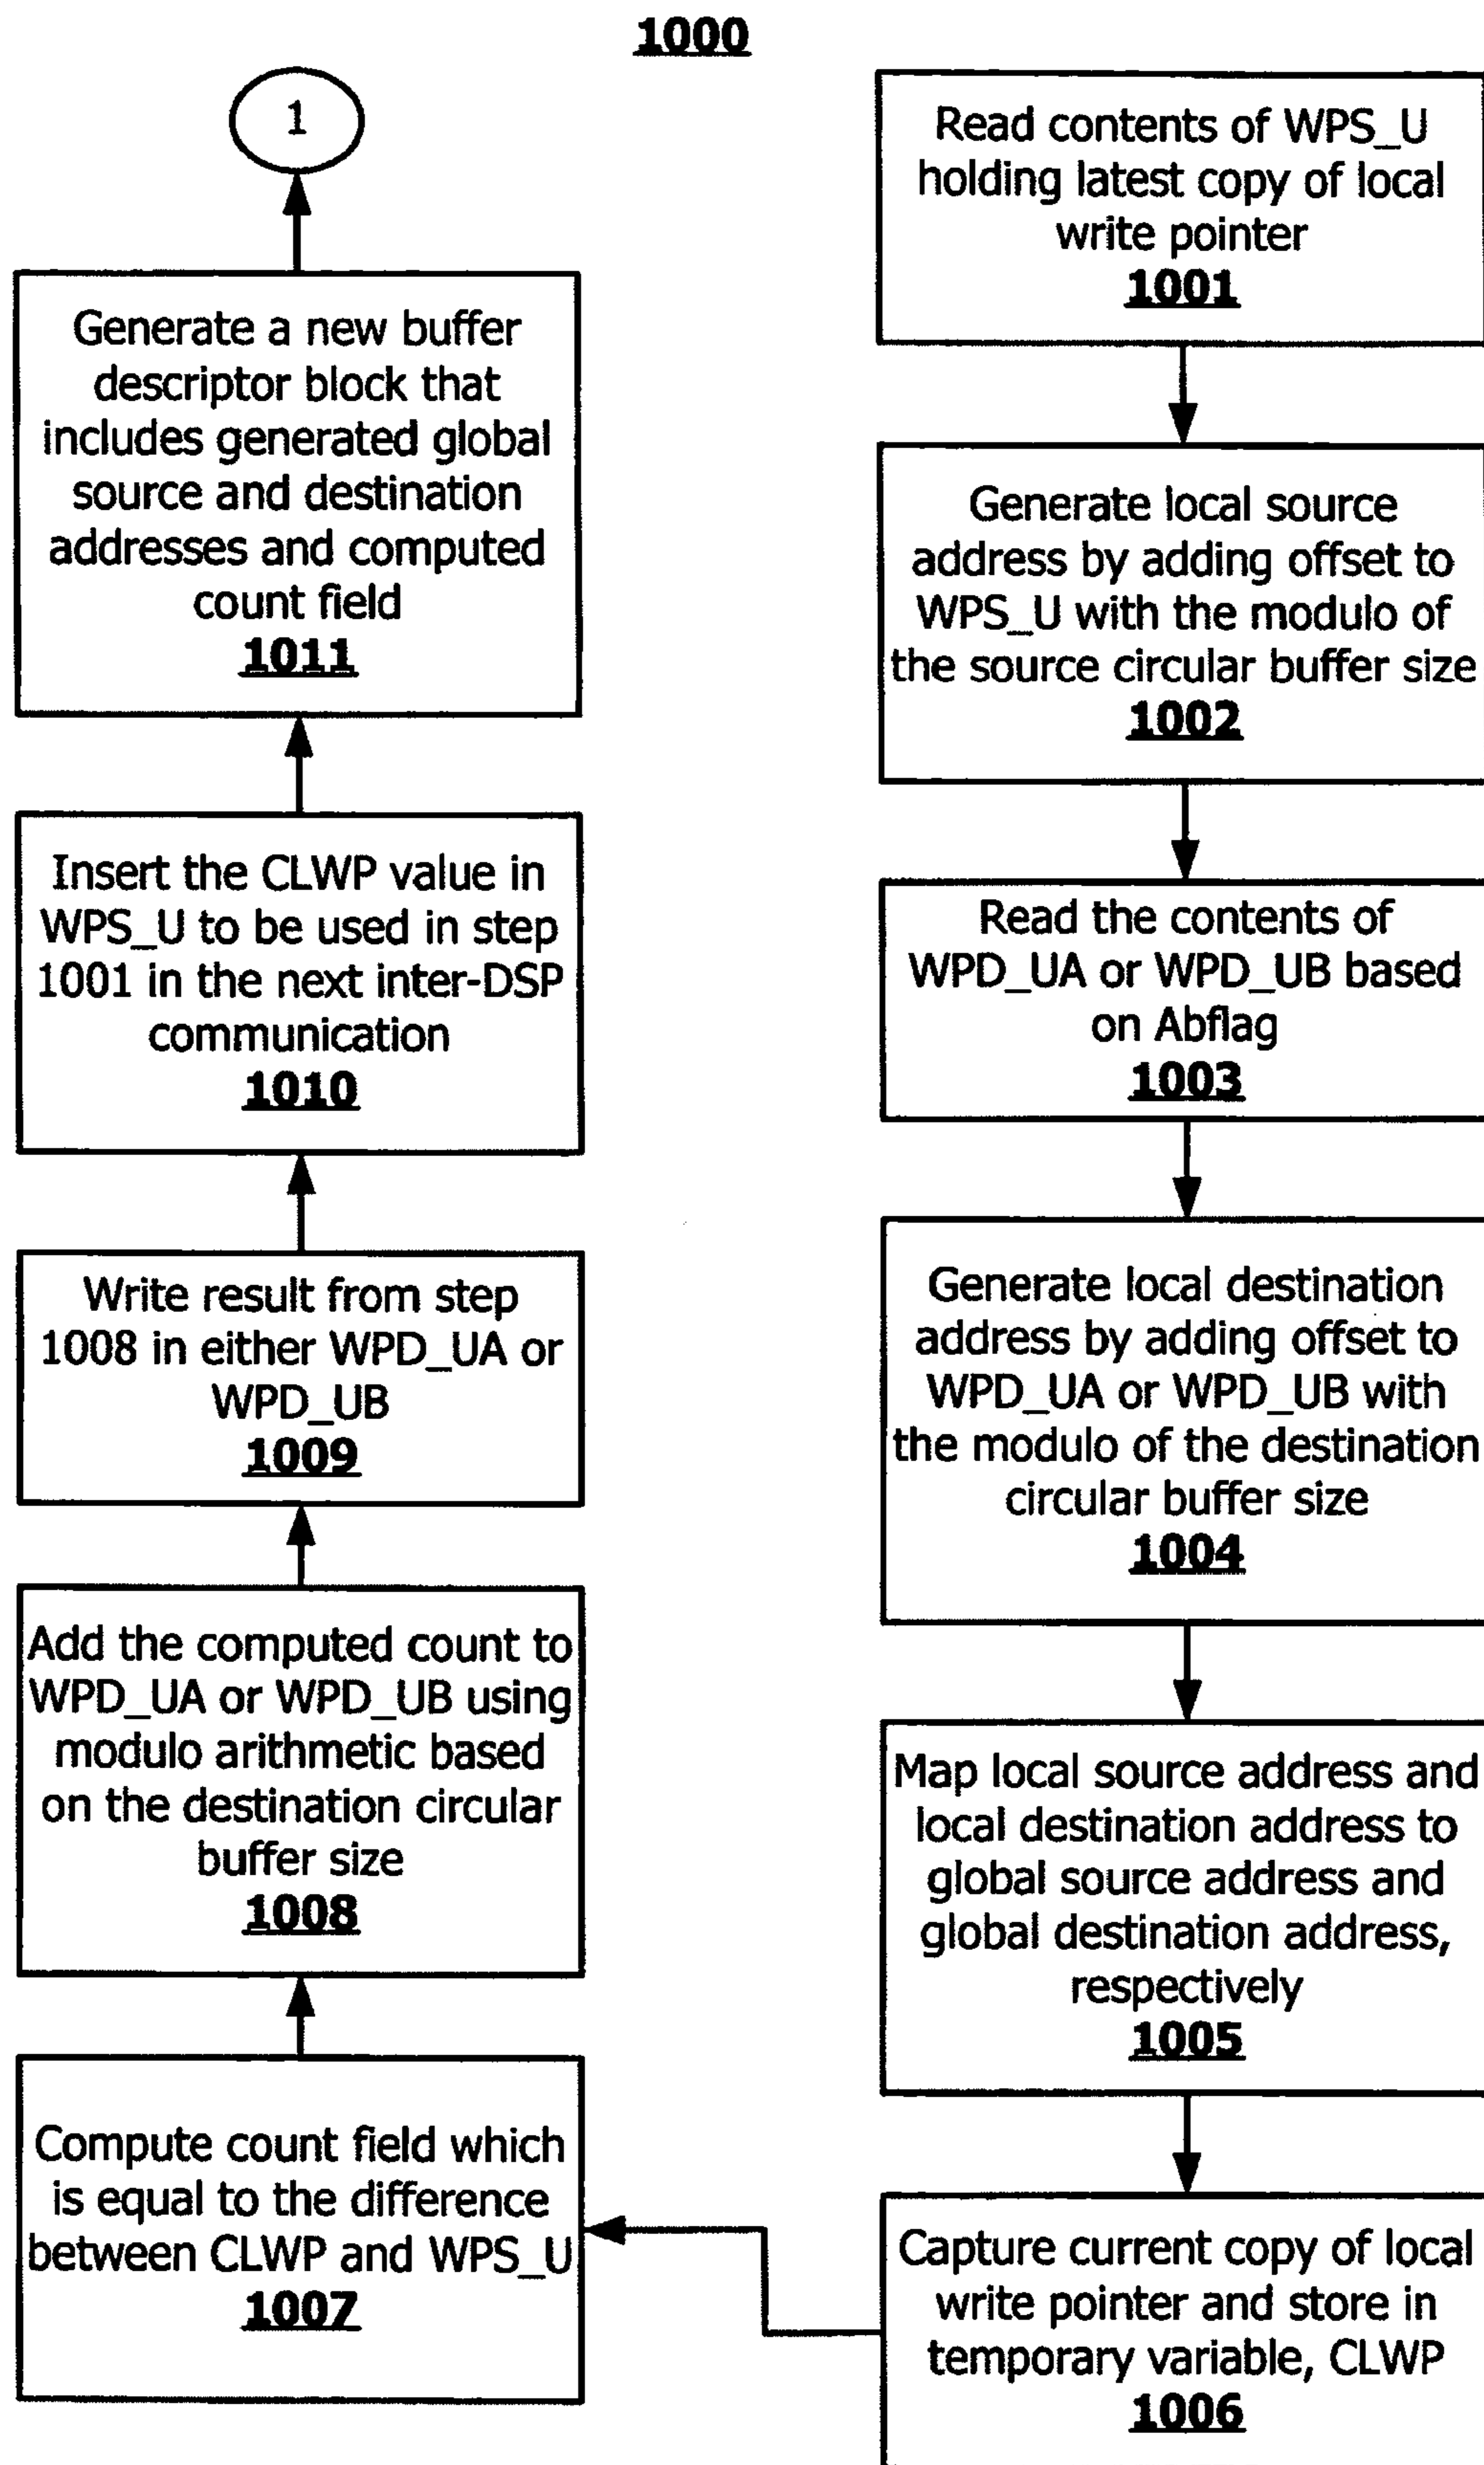 1000
Read contents of WPS_U
holding latest copy of local
write pointer
1001
Generate local source
address by adding offset to
WPS_U with the modulo of
the source circular buffer size
1002
Read the contents of
WPD_UA or WPD_UB based
on Abflag
1003
Generate local destination
address by adding offset to
WPD_UA or WPD_UB with
the modulo of the destination
circular buffer size
1004
Map local source address and
local destination address to
global source address and
global destination address,
respectively
1005
Capture current copy of local
write pointer and store in
temporary variable, CLWP
1006
Compute count field which
is equal to the difference
between CLWP and WPS_U
1007
Add the computed count to
WPD_UA or WPD_UB using
modulo arithmetic based
on the destination circular
buffer size
1008
Write result from step
1008 in either WPD_UA or
WPD_UB
1009
Insert the CLWP value in
WPS_U to be used in step
1001 in the next inter-DSP
communication
1010
Generate a new buffer
descriptor block that
includes generated global
source and destination
addresses and computed
count field
1011
1